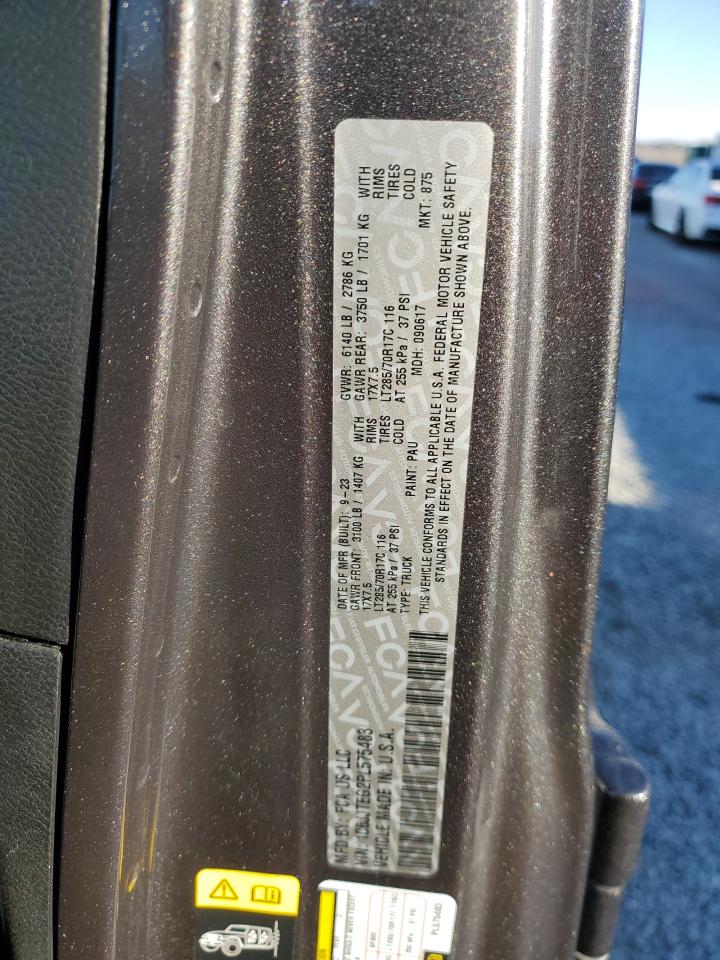 MFD BY: FCA US LLC
VIN: 1C6JJTEG2PL575483
VEHICLE MADE IN: U.S.A.
DATE OF MFR (BUILT): 9-23
GAWR FRONT: 3100 LB / 1407 KG WITH
17X7.5 RIMS
LT285/70R17C 116 TIRES
AT 255 kPa / 37 PSI COLD
TYPE: TRUCK PAINT: PAU
GVWR: 6140 LB / 2786 KG
GAWR REAR: 3750 LB / 1701 KG WITH
17X7.5 RIMS
LT285/70R17C 116 TIRES
AT 255 kPa / 37 PSI COLD
MDH: 090617 MKT: 875
THIS VEHICLE CONFORMS TO ALL APPLICABLE U.S.A. FEDERAL MOTOR VEHICLE SAFETY
STANDARDS IN EFFECT ON THE DATE OF MANUFACTURE SHOWN ABOVE.
PL575483